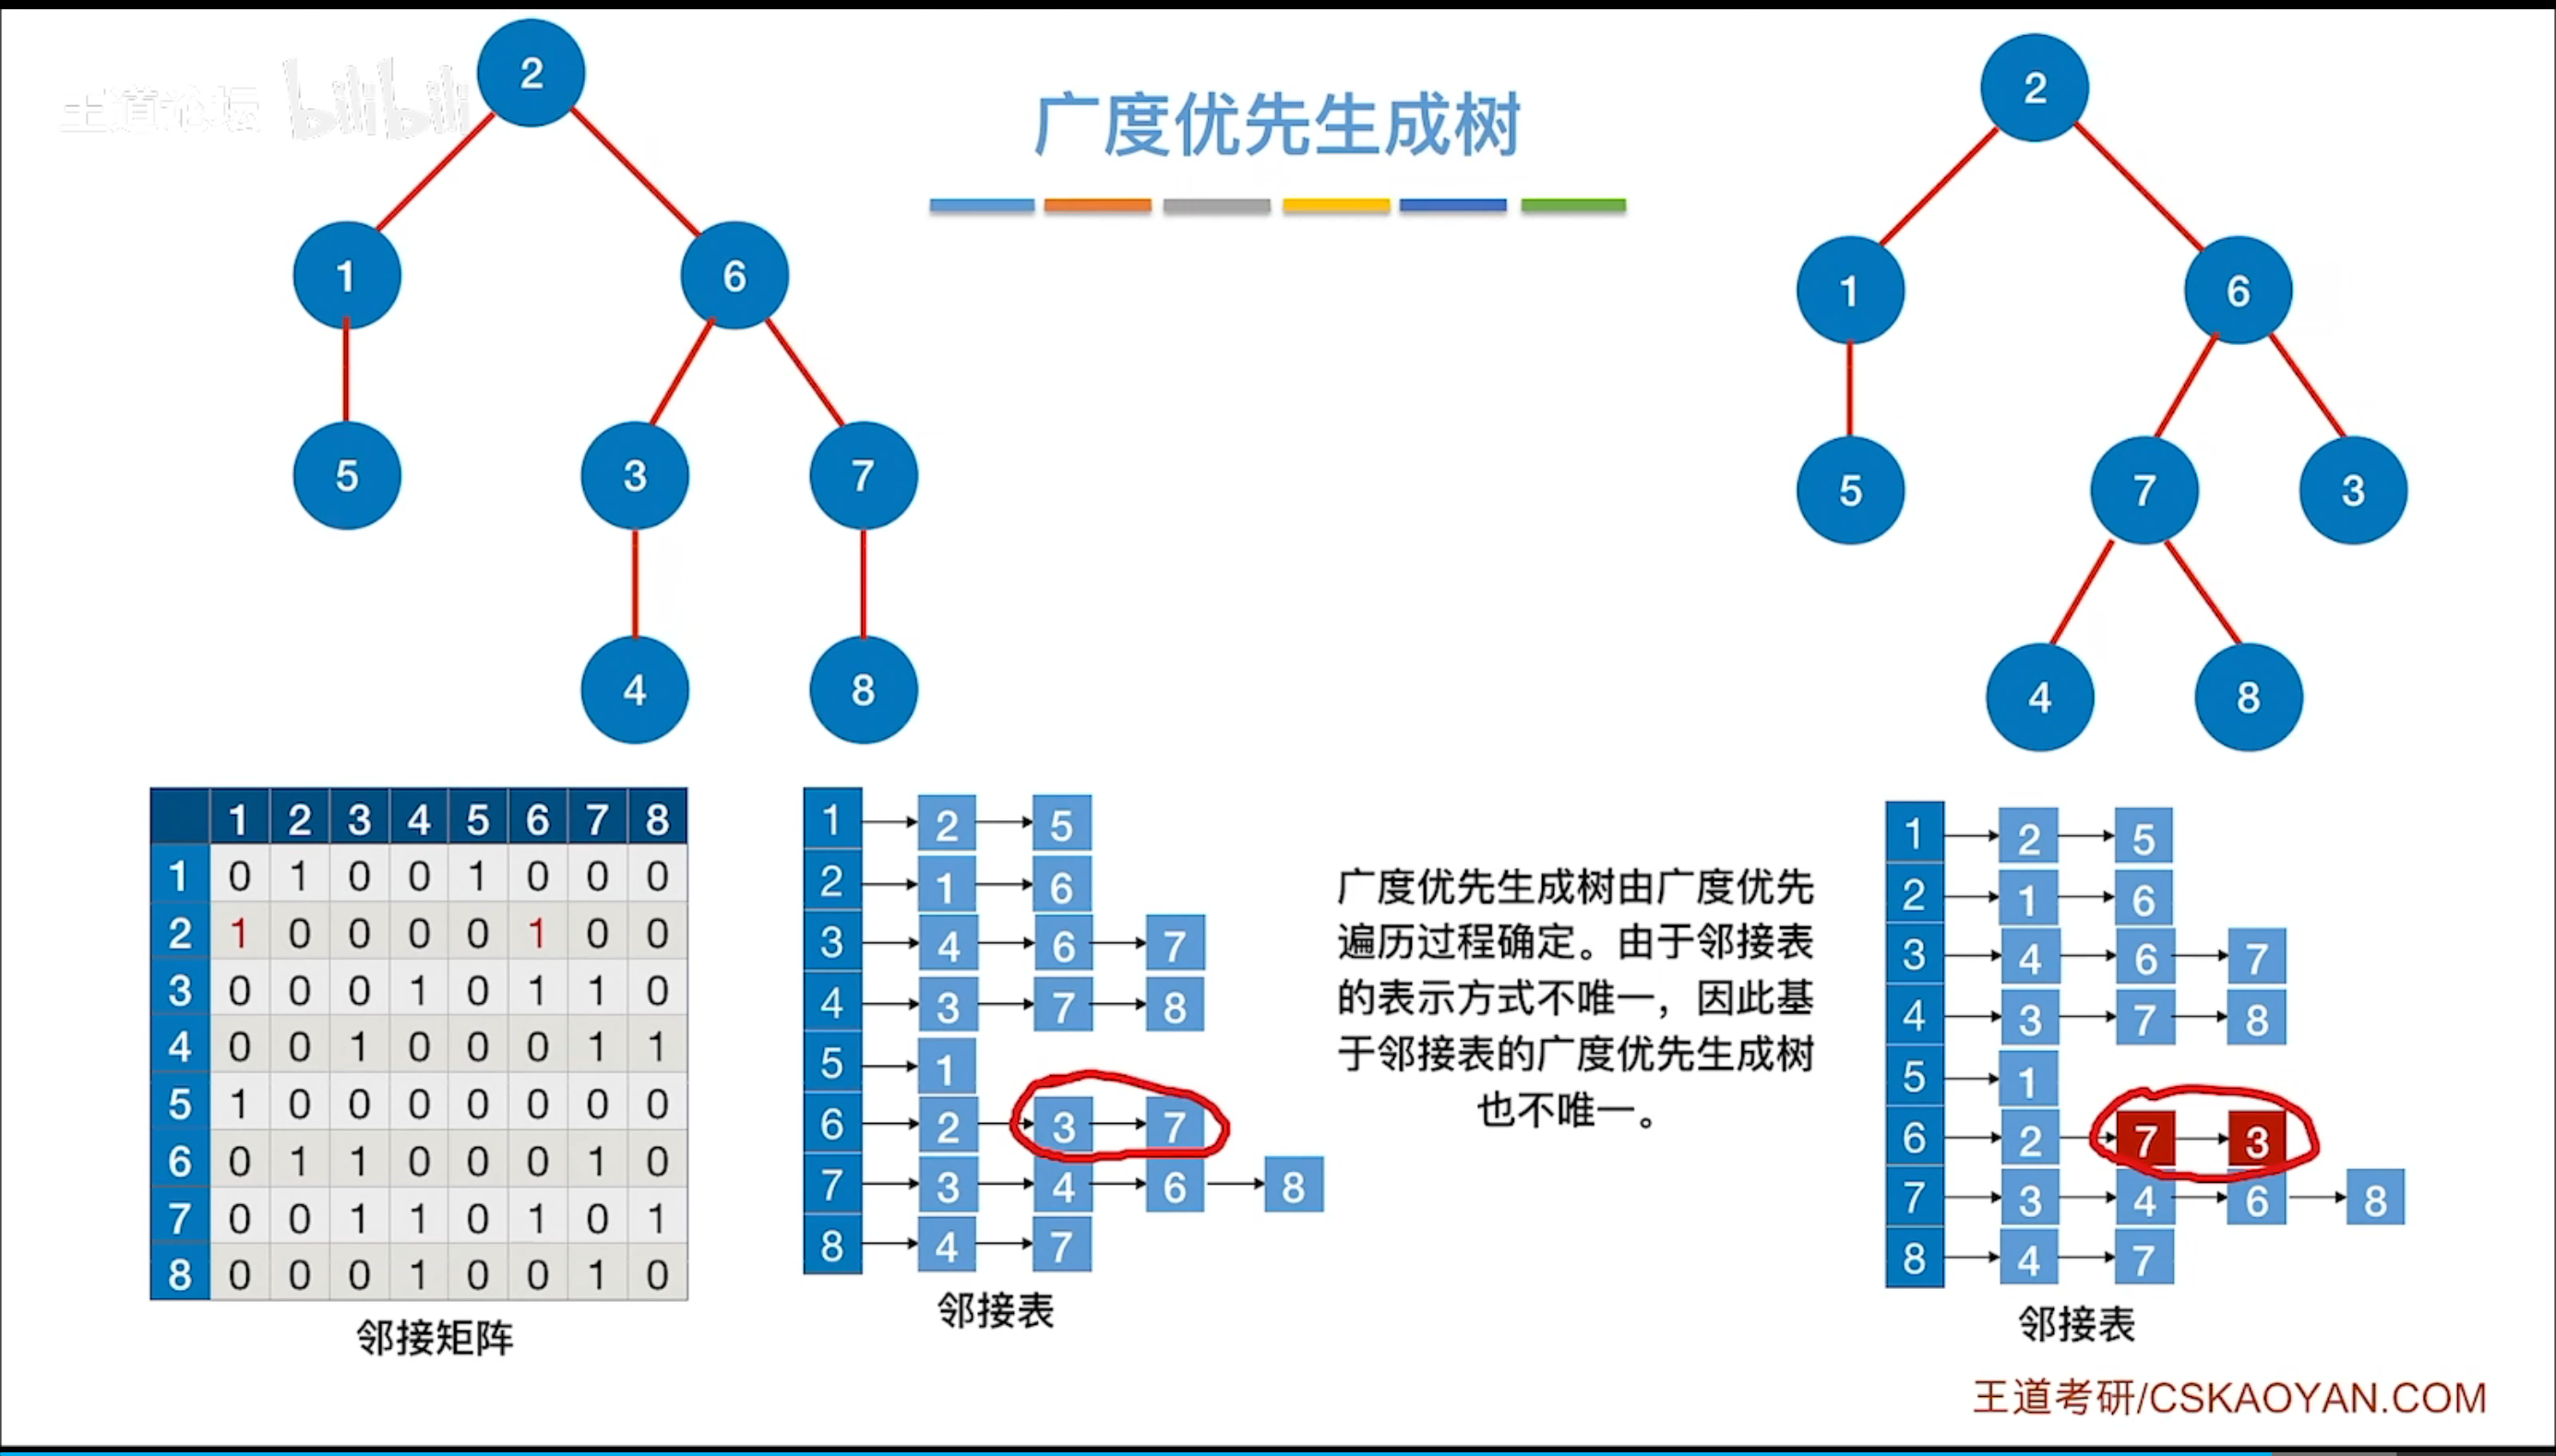 王道论坛 bilibili
广度优先生成树
2
1 6
5 3 7
4 8
2
1 6
5 7 3
4 8
1 2 3 4 5 6 7 8
1 0 1 0 0 1 0 0 0
2 1 0 0 0 0 1 0 0
3 0 0 0 1 0 1 1 0
4 0 0 1 0 0 0 1 1
5 1 0 0 0 0 0 0 0
6 0 1 1 0 0 0 1 0
7 0 0 1 1 0 1 0 1
8 0 0 0 1 0 0 1 0
邻接矩阵
1 2 5
2 1 6
3 4 6 7
4 3 7 8
5 1
6 2 3 7
7 3 4 6 8
8 4 7
邻接表
广度优先生成树由广度优先
遍历过程确定。由于邻接表
的表示方式不唯一，因此基
于邻接表的广度优先生成树
也不唯一。
1 2 5
2 1 6
3 4 6 7
4 3 7 8
5 1
6 2 7 3
7 3 4 6 8
8 4 7
邻接表
王道考研/CSKAOYAN.COM